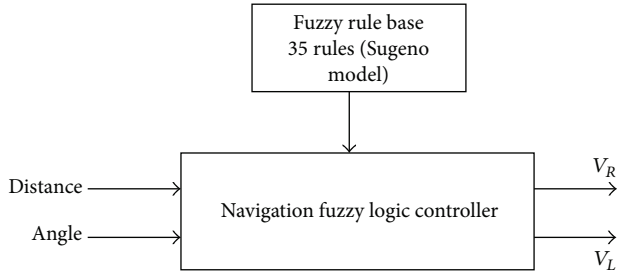 Fuzzy rule base
35 rules (Sugeno
model)
Distance
Angle
Navigation fuzzy logic controller
V_R
V_L